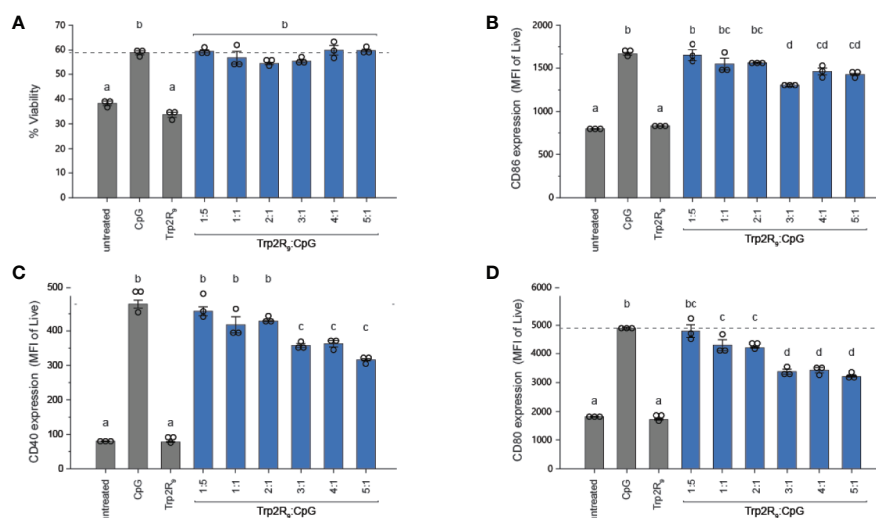 A
% Viability
70
60
50
40
30
20
10
0
a
b
a
b
untreated
CpG
Trp2R₉
1:5
1:1
2:1
3:1
4:1
5:1
Trp2R₉:CpG
B
CD86 expression (MFI of Live)
2000
1500
1000
500
0
a
b
a
b
bc
bc
d
cd
cd
untreated
CpG
Trp2R₉
1:5
1:1
2:1
3:1
4:1
5:1
Trp2R₉:CpG
C
CD40 expression (MFI of Live)
500
400
300
200
100
0
a
b
a
b
b
b
c
c
c
untreated
CpG
Trp2R₉
1:5
1:1
2:1
3:1
4:1
5:1
Trp2R₉:CpG
D
CD80 expression (MFI of Live)
6000
5000
4000
3000
2000
1000
0
a
b
a
bc
c
c
d
d
d
untreated
CpG
Trp2R₉
1:5
1:1
2:1
3:1
4:1
5:1
Trp2R₉:CpG